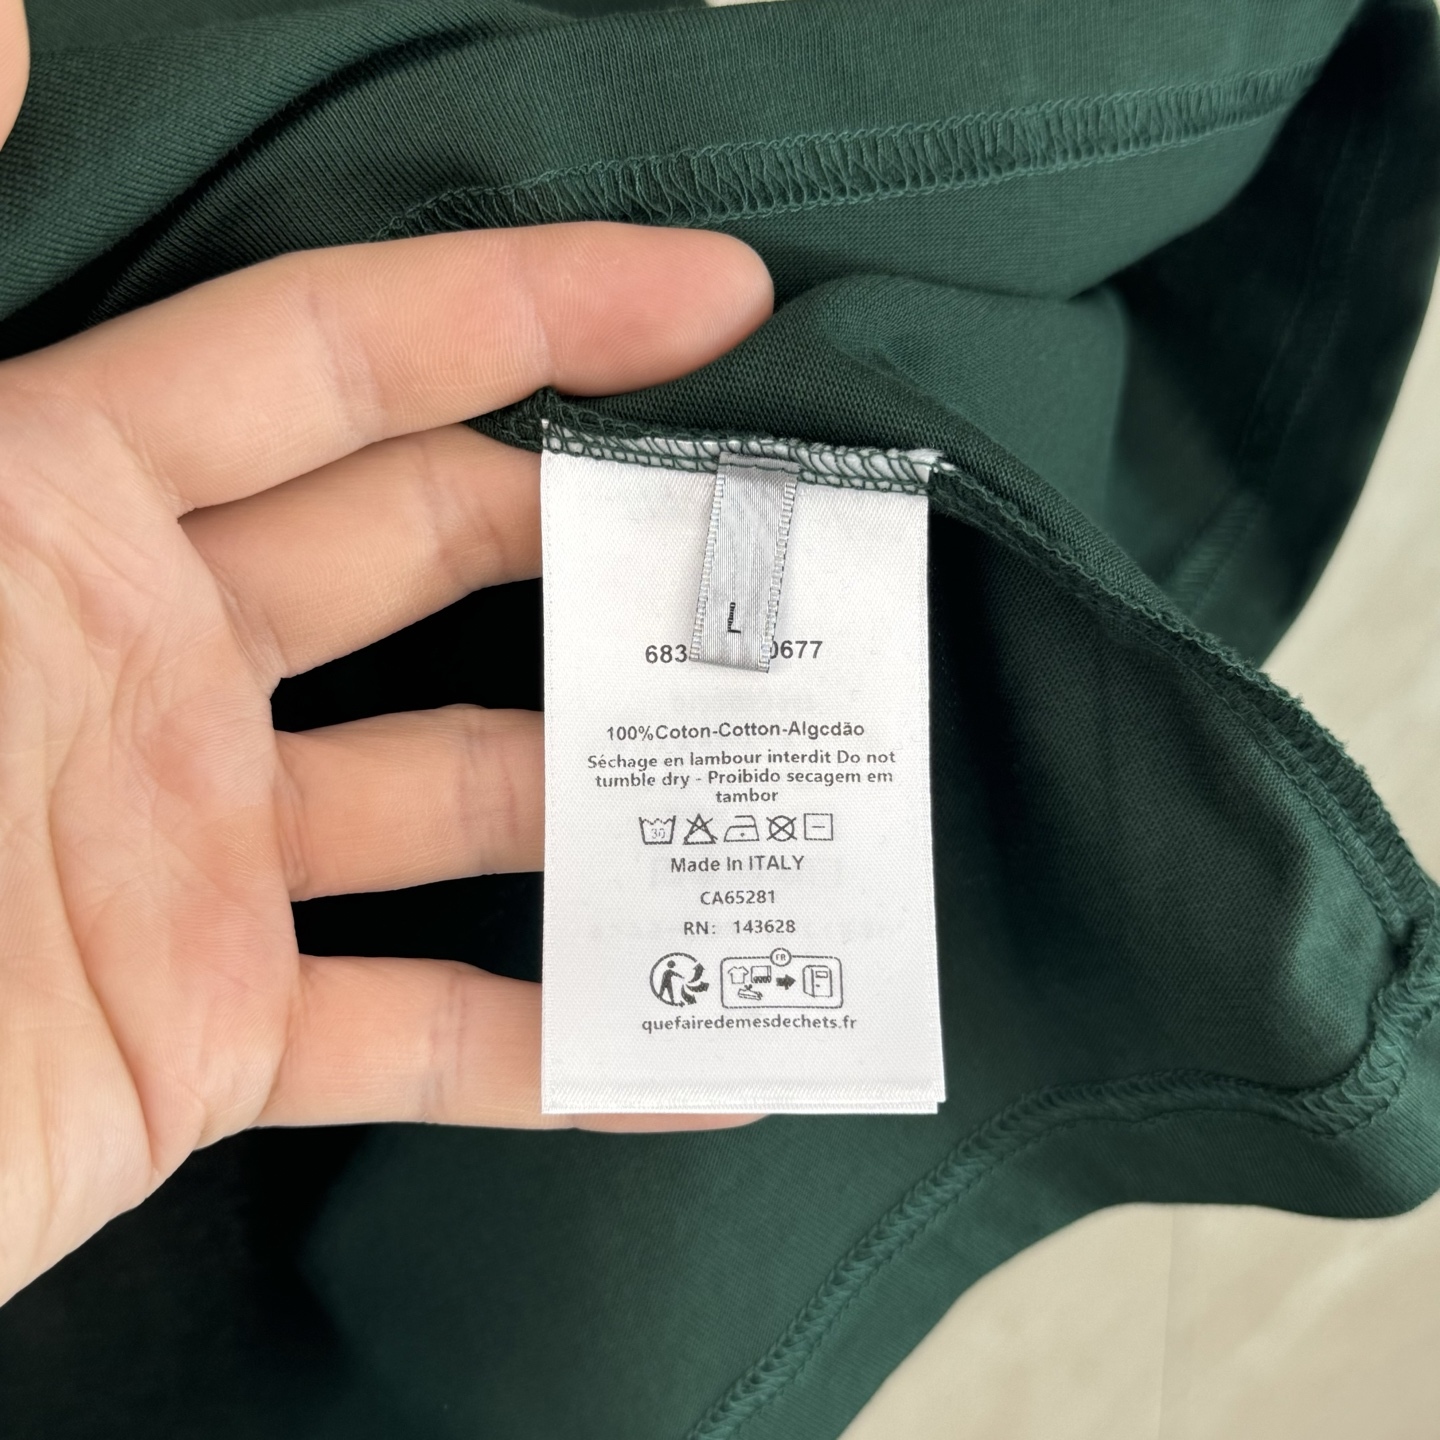 L
683 0677
100%Coton-Cotton-Algcdão
Séchage en lambour interdit Do not
tumble dry - Proibido secagem em
tambor
30
Made In ITALY
CA65281
RN: 143628
FR
quefairedemesdechets.fr